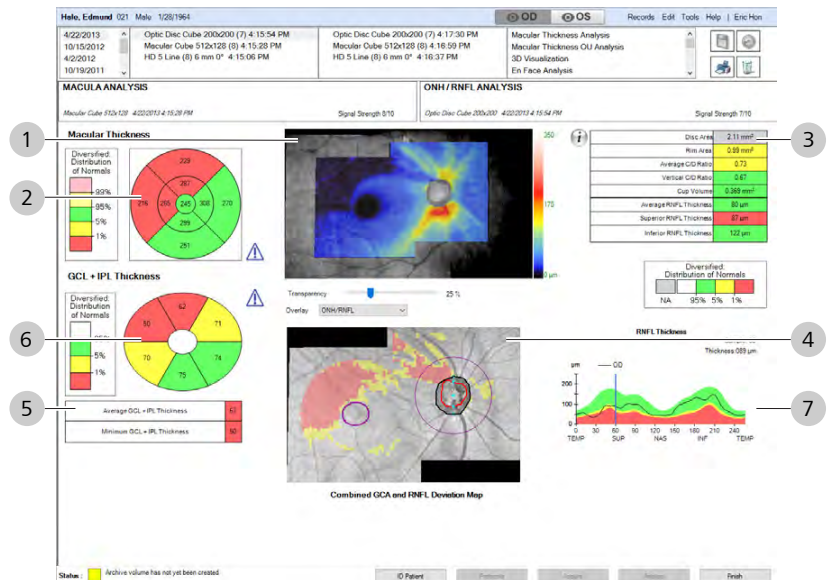 Hale, Edmund 021 Male 1/28/1964
OD OS
Records Edit Tools Help | Eric Hon
4/22/2013
10/15/2012
4/2/2012
10/19/2011
Optic Disc Cube 200x200 (7) 4:15:54 PM
Macular Cube 512x128 (8) 4:15:28 PM
HD 5 Line (8) 6 mm 0° 4:15:06 PM
Optic Disc Cube 200x200 (7) 4:17:30 PM
Macular Cube 512x128 (8) 4:16:59 PM
HD 5 Line (8) 6 mm 0° 4:16:37 PM
Macular Thickness Analysis
Macular Thickness OU Analysis
3D Visualization
En Face Analysis
MACULA ANALYSIS
Macular Cube 512x128 4/22/2013 4:15:28 PM Signal Strength 8/10
ONH / RNFL ANALYSIS
Optic Disc Cube 200x200 4/22/2013 4:15:54 PM Signal Strength 7/10
1
Macular Thickness
Diversified:
Distribution
of Normals
99%
95%
5%
1%
2
229
267
216 265 245 308 270
289
251
350
175
0 µm
3
Disc Area 2.11 mm²
Rim Area 0.99 mm²
Average C/D Ratio 0.73
Vertical C/D Ratio 0.67
Cup Volume 0.369 mm³
Average RNFL Thickness 80 µm
Superior RNFL Thickness 87 µm
Inferior RNFL Thickness 122 µm
Diversified:
Distribution of Normals
NA 95% 5% 1%
GCL + IPL Thickness
Diversified:
Distribution
of Normals
5%
1%
6
62
71
70 74
75
Transparency 25 %
Overlay ONH/RNFL
4
RNFL Thickness
Thickness 089 µm
µm OD
200
100
0
0 30 60 90 120 150 180 210 240
TEMP SUP NAS INF TEMP
7
5
Average GCL + IPL Thickness
Minimum GCL + IPL Thickness
Combined GCA and RNFL Deviation Map
Status : Archive volume has not yet been created.
ID Patient
Finish